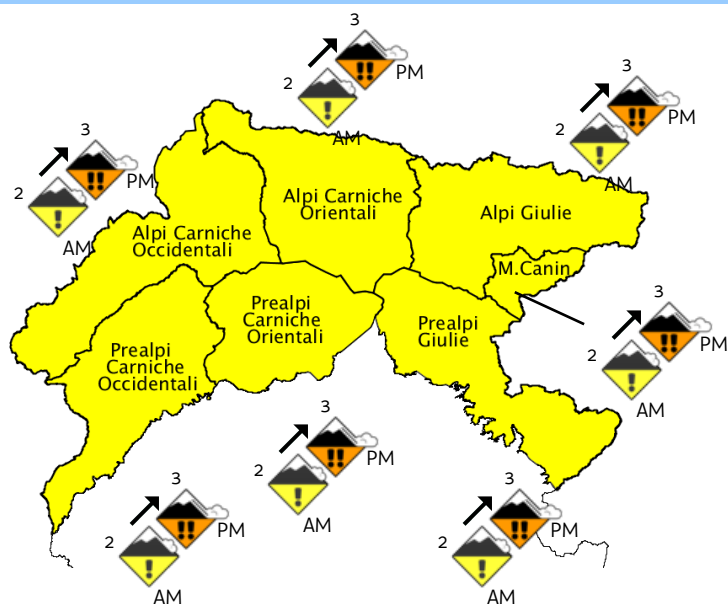 3
2
PM
AM
3
2
PM
AM
3
2
PM
AM
Alpi Carniche
Orientali
Alpi Giulie
Alpi Carniche
Occidentali
M.Canin
Prealpi
Carniche
Orientali
Prealpi
Giulie
Prealpi
Carniche
Occidentali
3
2
PM
AM
3
2
PM
AM
3
2
PM
AM
3
2
PM
AM